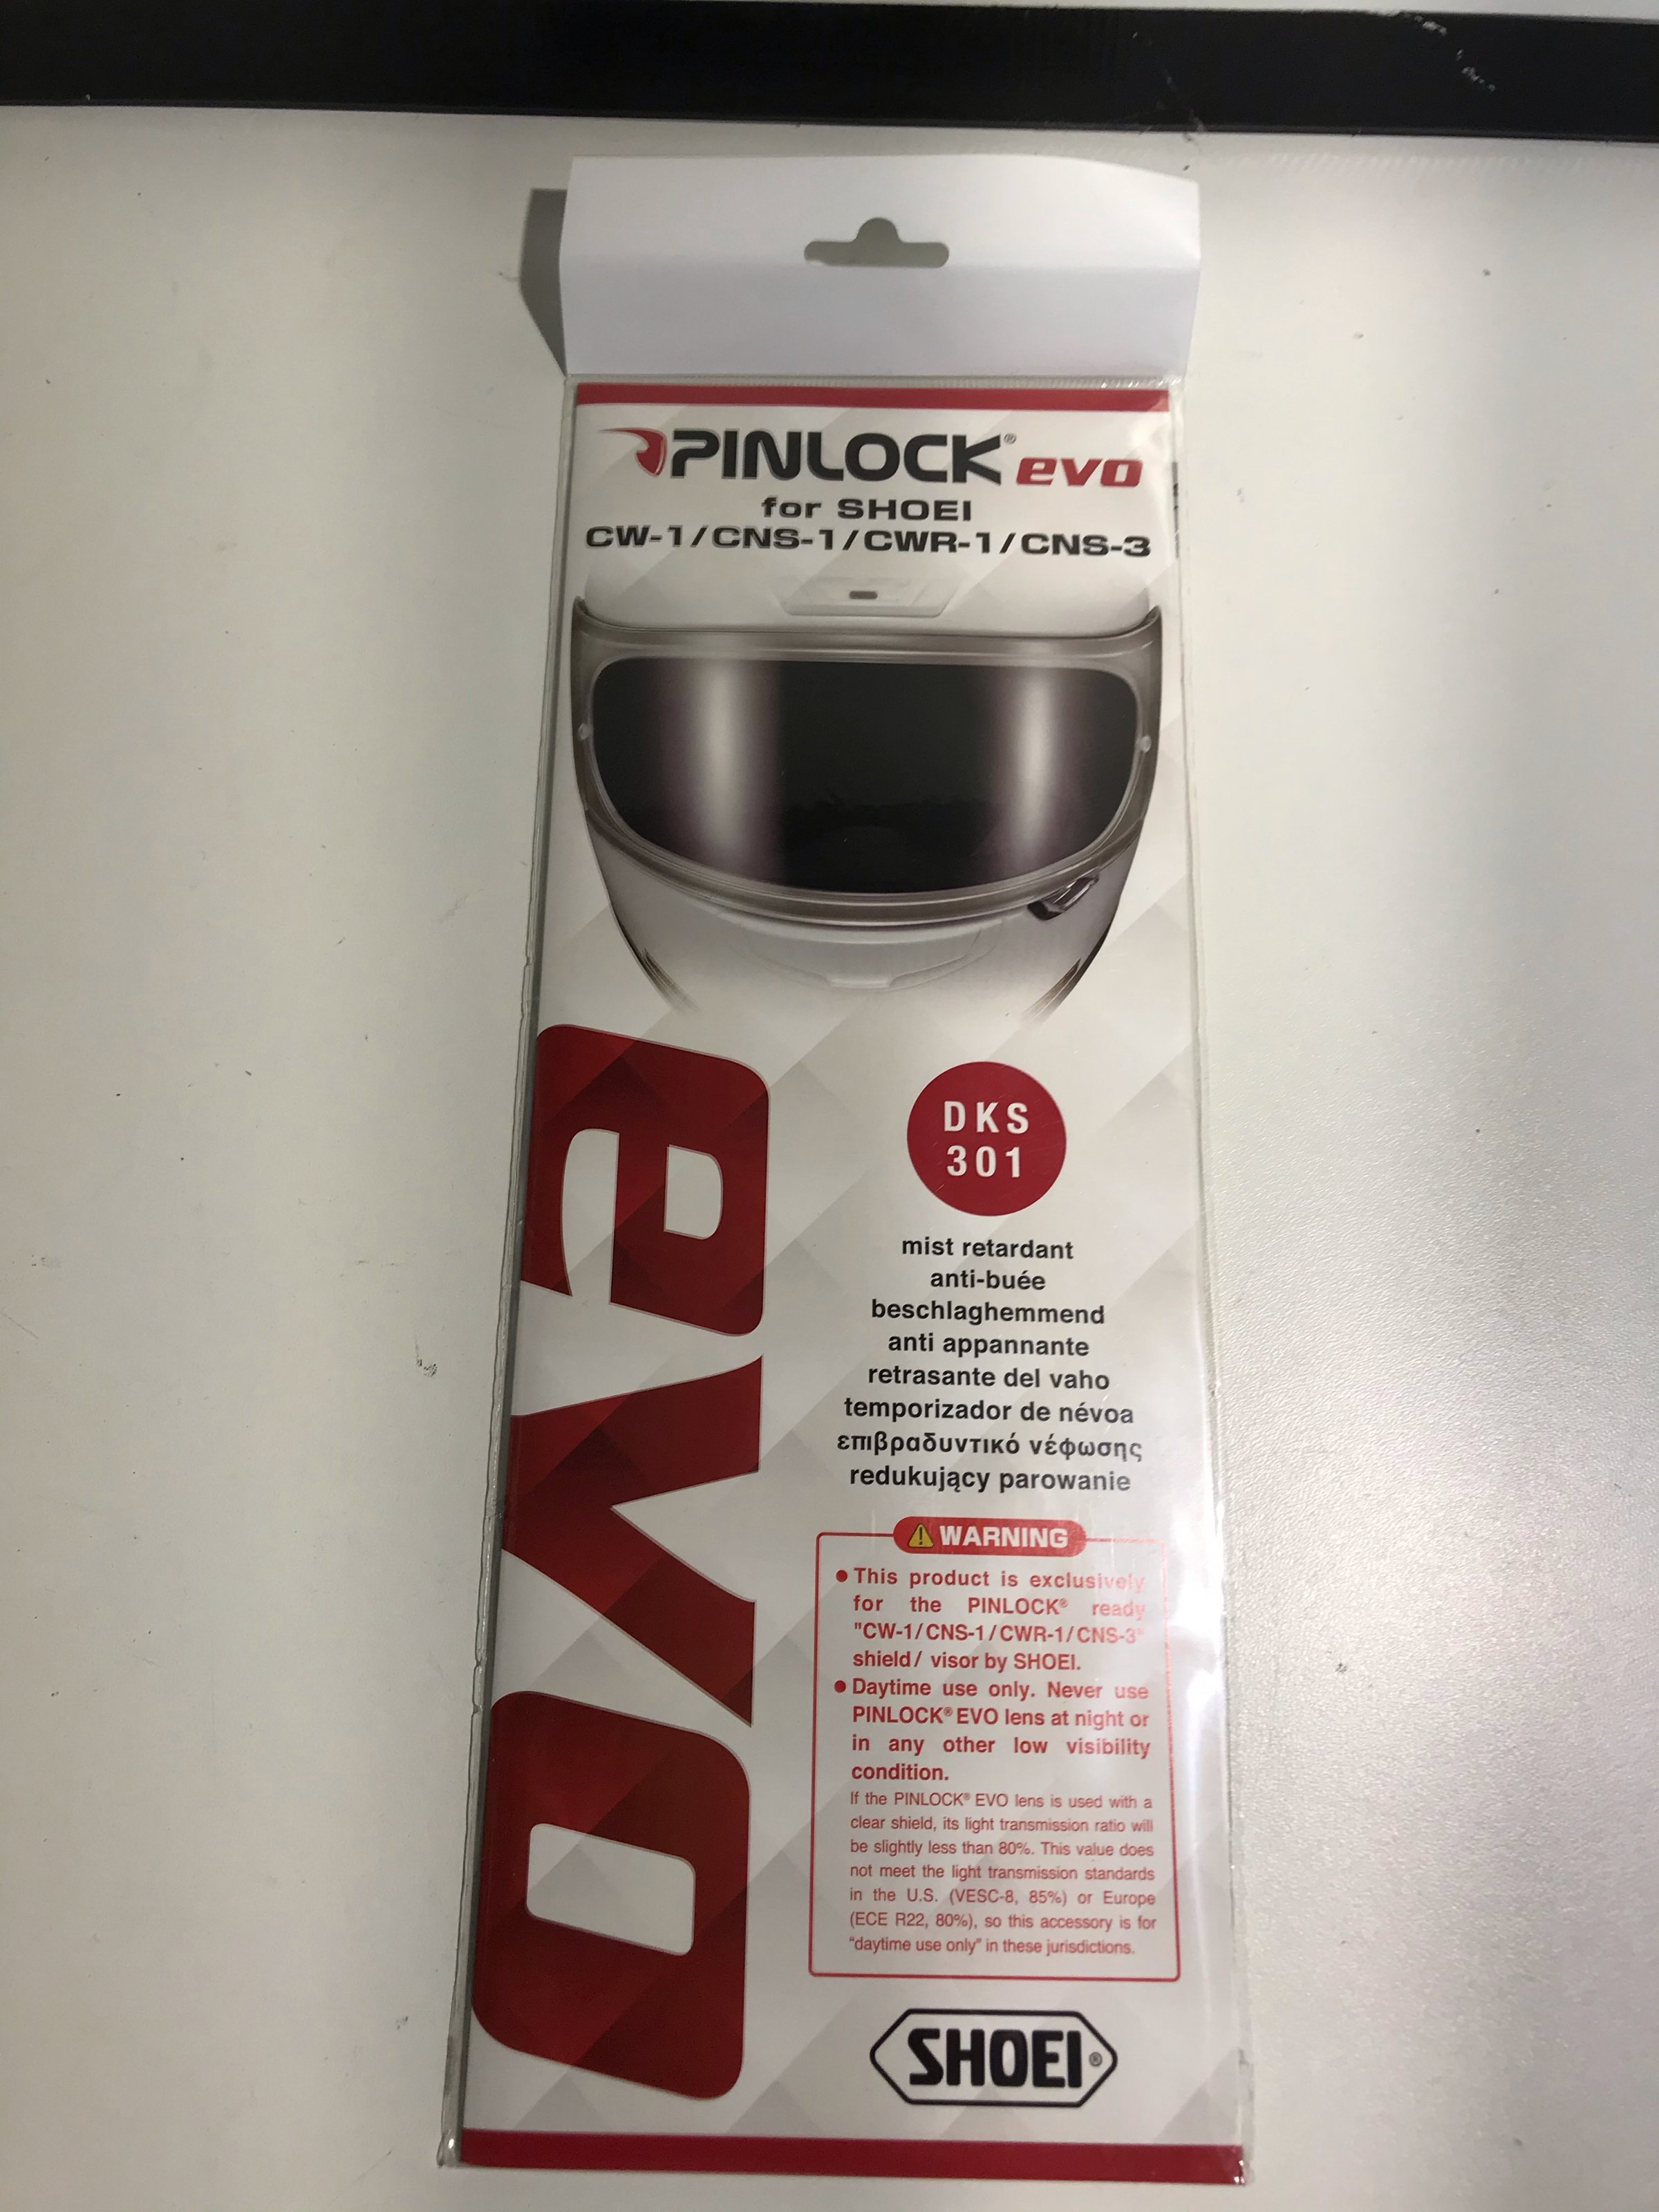 PINLOCK® evo
for SHOEI
CW-1/CNS-1/CWR-1/CNS-3
evo
DKS
301
mist retardant
anti-buée
beschlaghemmend
anti appannante
retrasante del vaho
temporizador de névoa
επιβραδυντικό νέφωσης
redukujący parowanie
WARNING
● This product is exclusively
for the PINLOCK® ready
"CW-1/CNS-1/CWR-1/CNS-3"
shield/ visor by SHOEI.
● Daytime use only. Never use
PINLOCK® EVO lens at night or
in any other low visibility
condition.
If the PINLOCK® EVO lens is used with a
clear shield, its light transmission ratio will
be slightly less than 80%. This value does
not meet the light transmission standards
in the U.S. (VESC-8, 85%) or Europe
(ECE R22, 80%), so this accessory is for
“daytime use only” in these jurisdictions.
SHOEI®